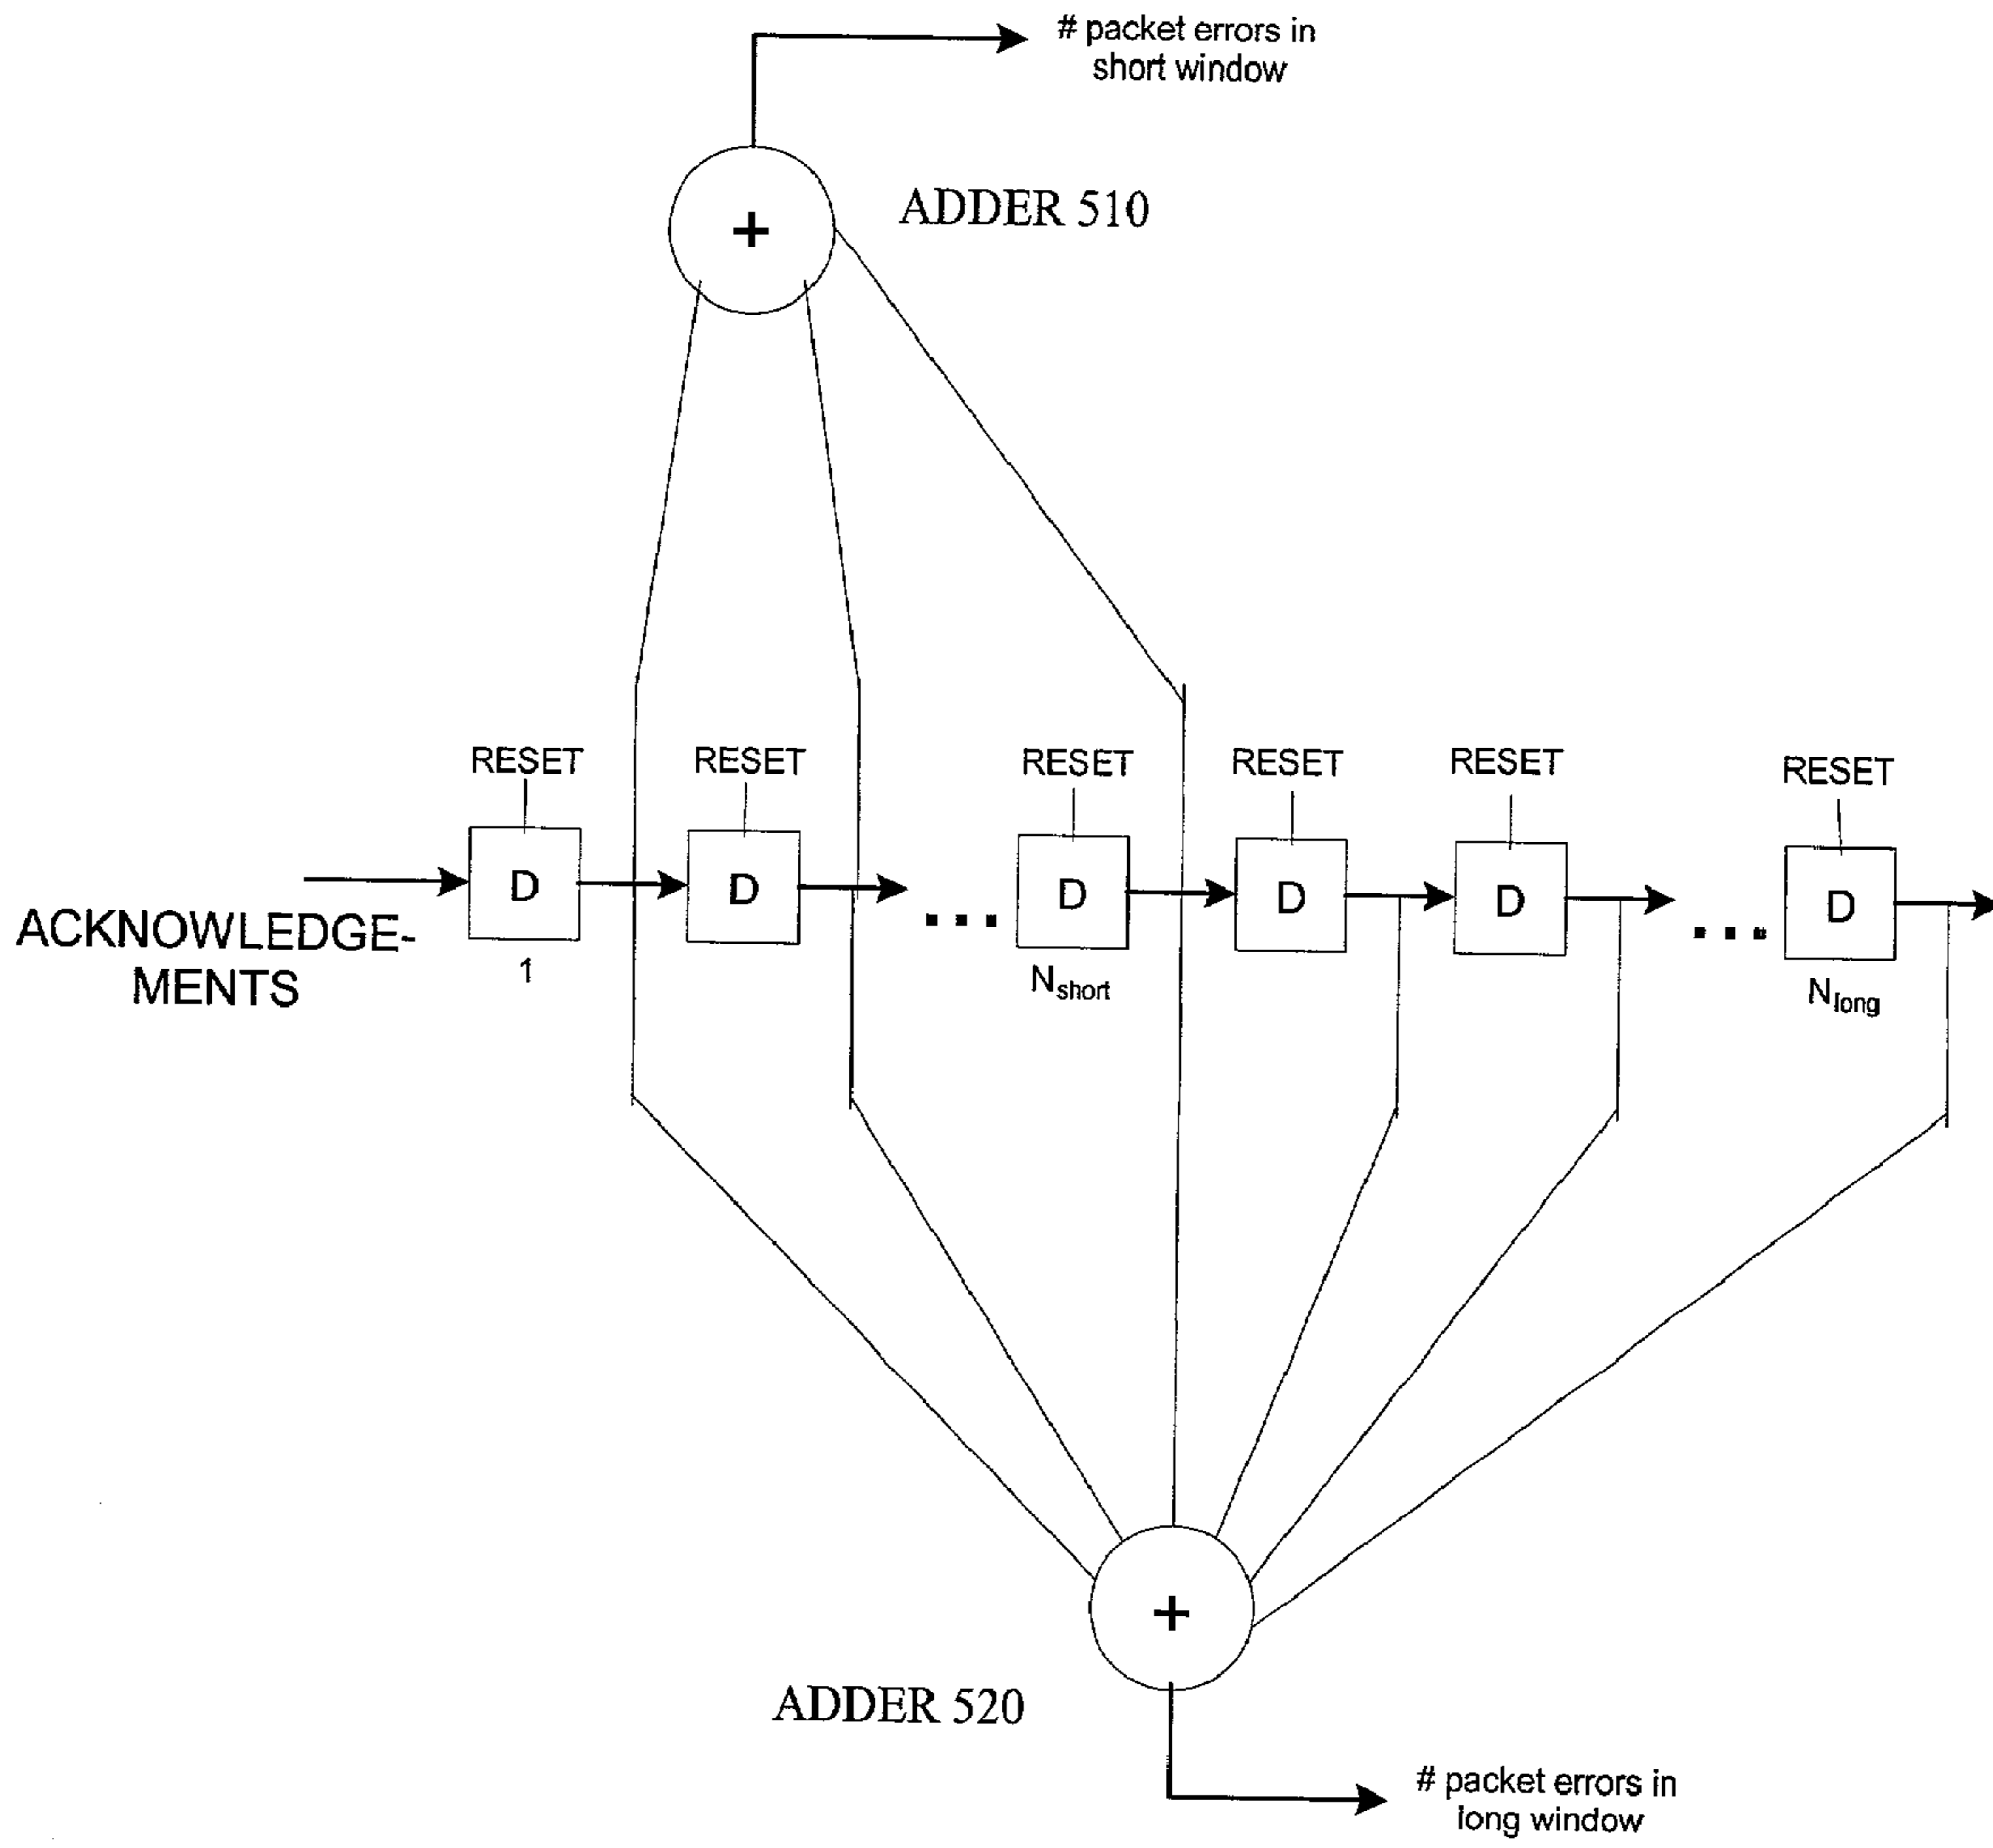 # packet errors in
short window
+
ADDER 510
RESET RESET RESET RESET RESET RESET
D D ... D D D ... D
ACKNOWLEDGE-
MENTS
1 Nshort Nlong
+
ADDER 520
# packet errors in
long window